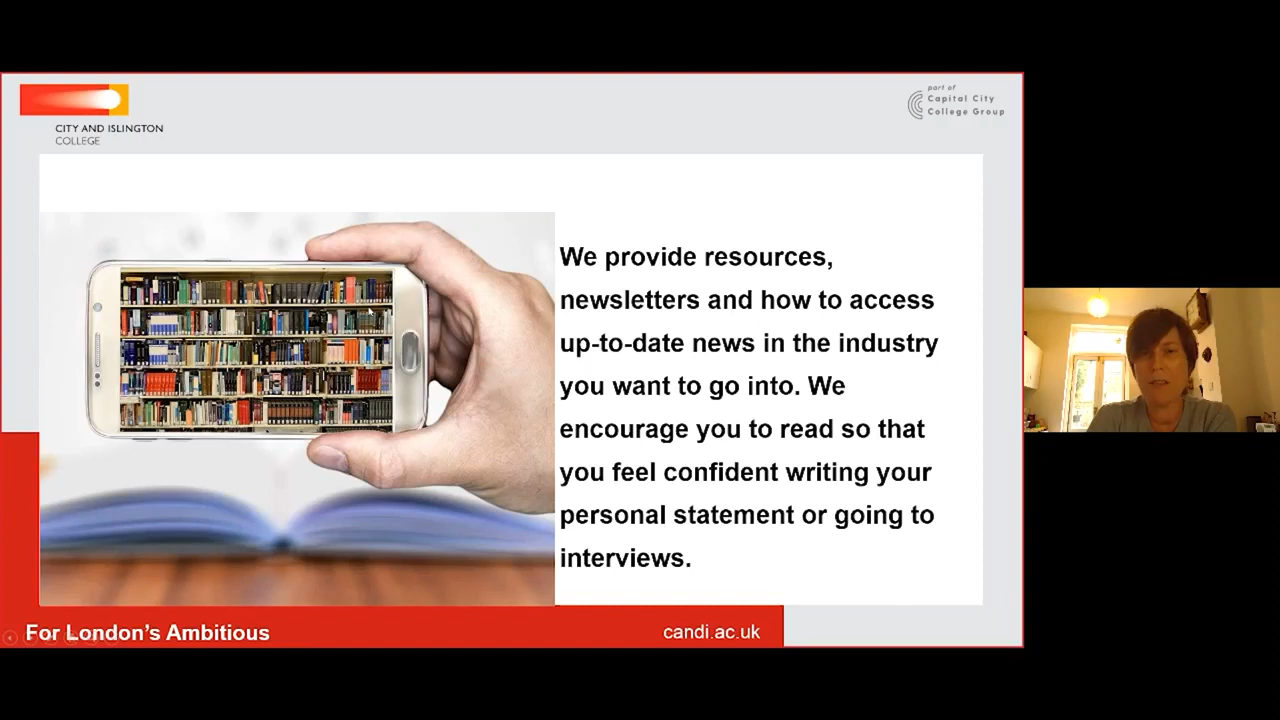 CITY AND ISLINGTON
COLLEGE
part of
Capital City
College Group
We provide resources,
newsletters and how to access
up-to-date news in the industry
you want to go into. We
encourage you to read so that
you feel confident writing your
personal statement or going to
interviews.
For London's Ambitious
candi.ac.uk